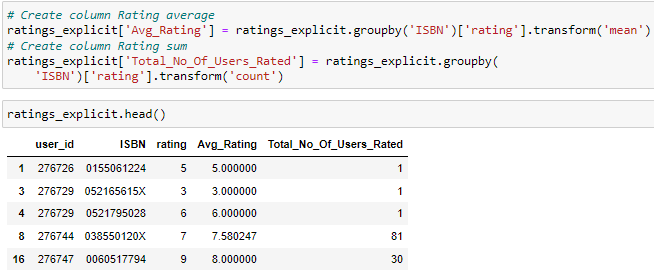 # Create column Rating average
ratings_explicit['Avg_Rating'] = ratings_explicit.groupby('ISBN')['rating'].transform('mean')
# Create column Rating sum
ratings_explicit['Total_No_Of_Users_Rated'] = ratings_explicit.groupby(
    'ISBN')['rating'].transform('count')
ratings_explicit.head()
user_id ISBN rating Avg_Rating Total_No_Of_Users_Rated
1 276726 0155061224 5 5.000000 1
3 276729 052165615X 3 3.000000 1
4 276729 0521795028 6 6.000000 1
8 276744 038550120X 7 7.580247 81
16 276747 0060517794 9 8.000000 30